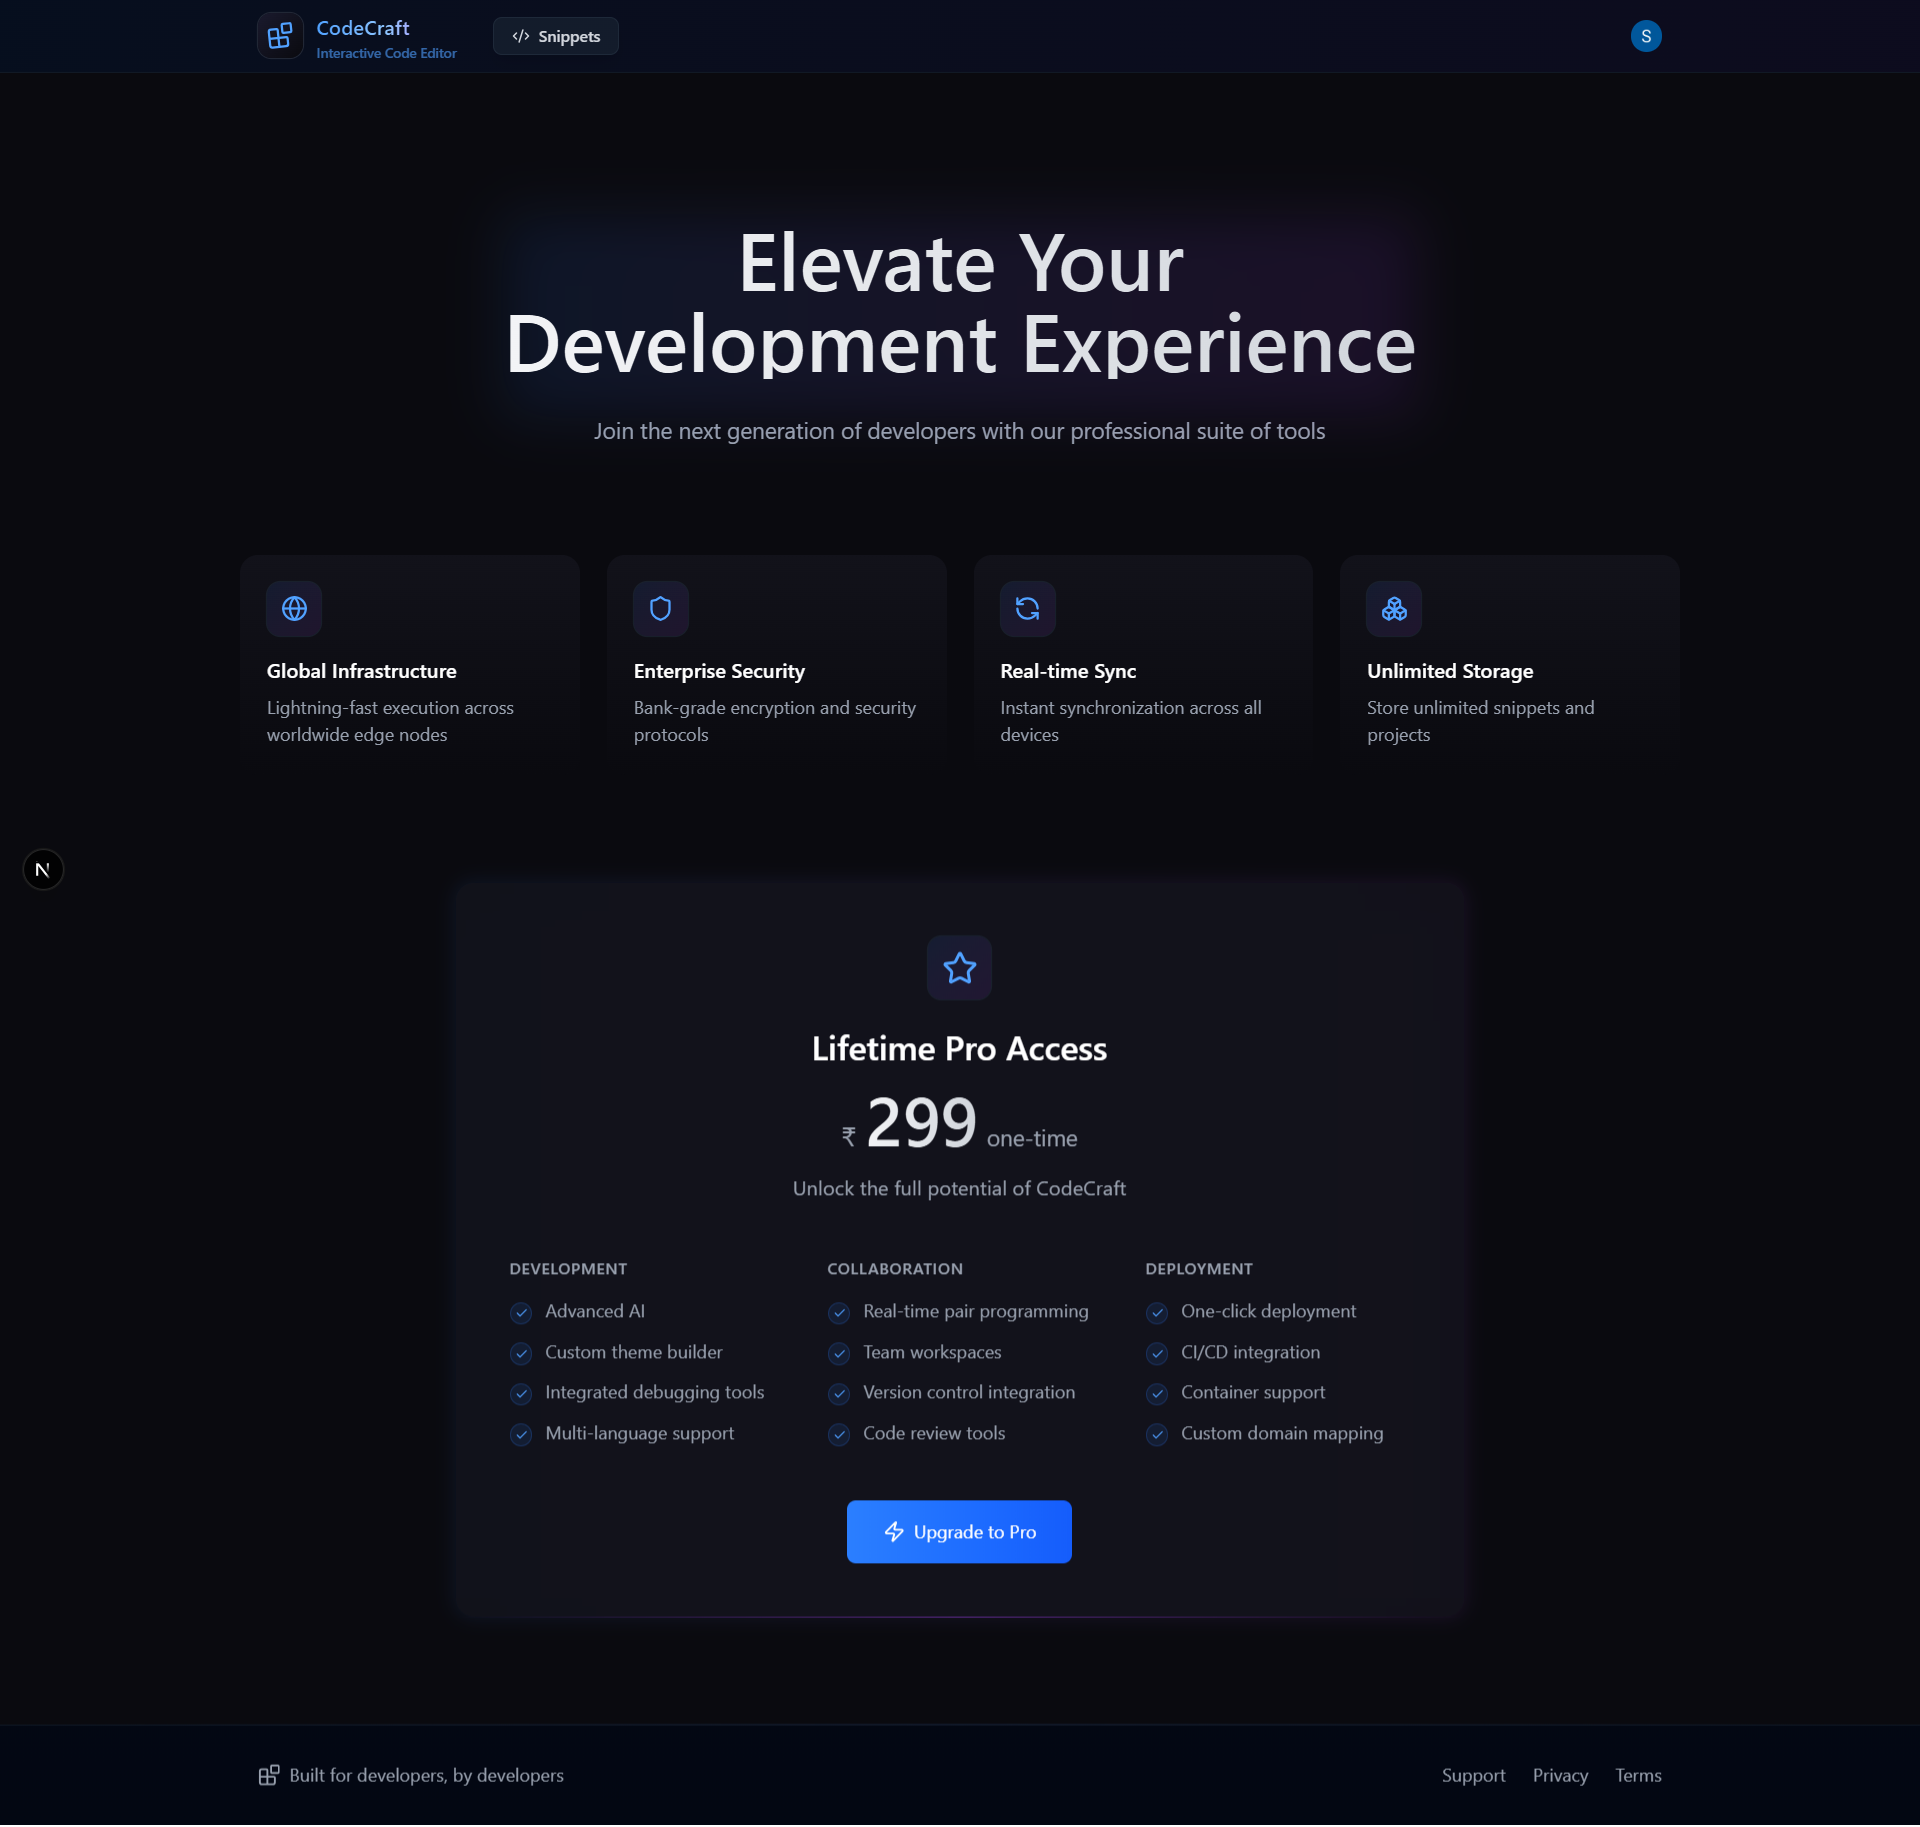 CodeCraft
Interactive Code Editor
Snippets
S
Elevate Your
Development Experience
Join the next generation of developers with our professional suite of tools
Global Infrastructure
Lightning-fast execution across
worldwide edge nodes
Enterprise Security
Bank-grade encryption and security
protocols
Real-time Sync
Instant synchronization across all
devices
Unlimited Storage
Store unlimited snippets and
projects
N
Lifetime Pro Access
₹ 299 one-time
Unlock the full potential of CodeCraft
DEVELOPMENT
Advanced AI
Custom theme builder
Integrated debugging tools
Multi-language support
COLLABORATION
Real-time pair programming
Team workspaces
Version control integration
Code review tools
DEPLOYMENT
One-click deployment
CI/CD integration
Container support
Custom domain mapping
Upgrade to Pro
Built for developers, by developers
Support
Privacy
Terms